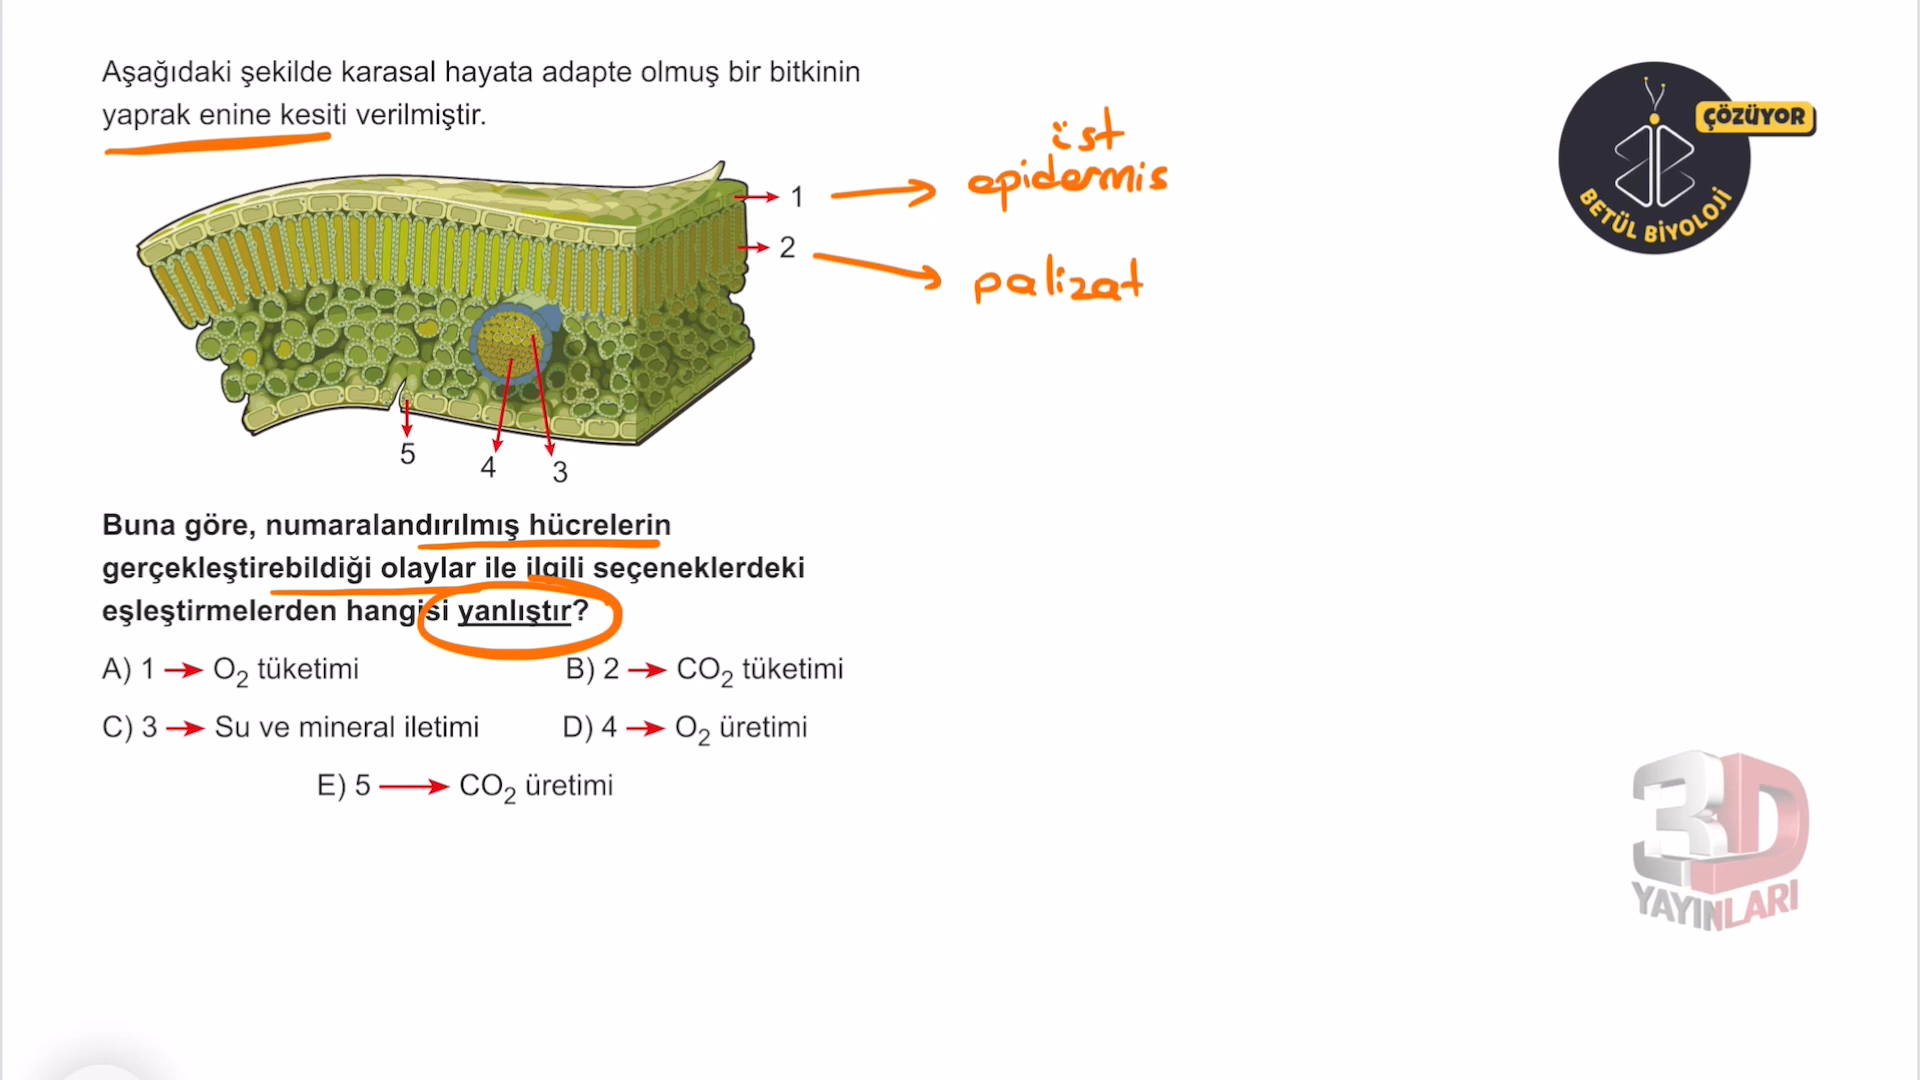 Aşağıdaki şekilde karasal hayata adapte olmuş bir bitkinin
yaprak enine kesiti verilmiştir.
üst
epidermis
1
2
palizat
5
4
3
Buna göre, numaralandırılmış hücrelerin
gerçekleştirebildiği olaylar ile ilgili seçeneklerdeki
eşleştirmelerden hangisi yanlıştır?
A) 1 → O₂ tüketimi
B) 2 → CO₂ tüketimi
C) 3 → Su ve mineral iletimi
D) 4 → O₂ üretimi
E) 5 → CO₂ üretimi
ÇÖZÜYOR
BETÜL BİYOLOJİ
3D
YAYINLARI